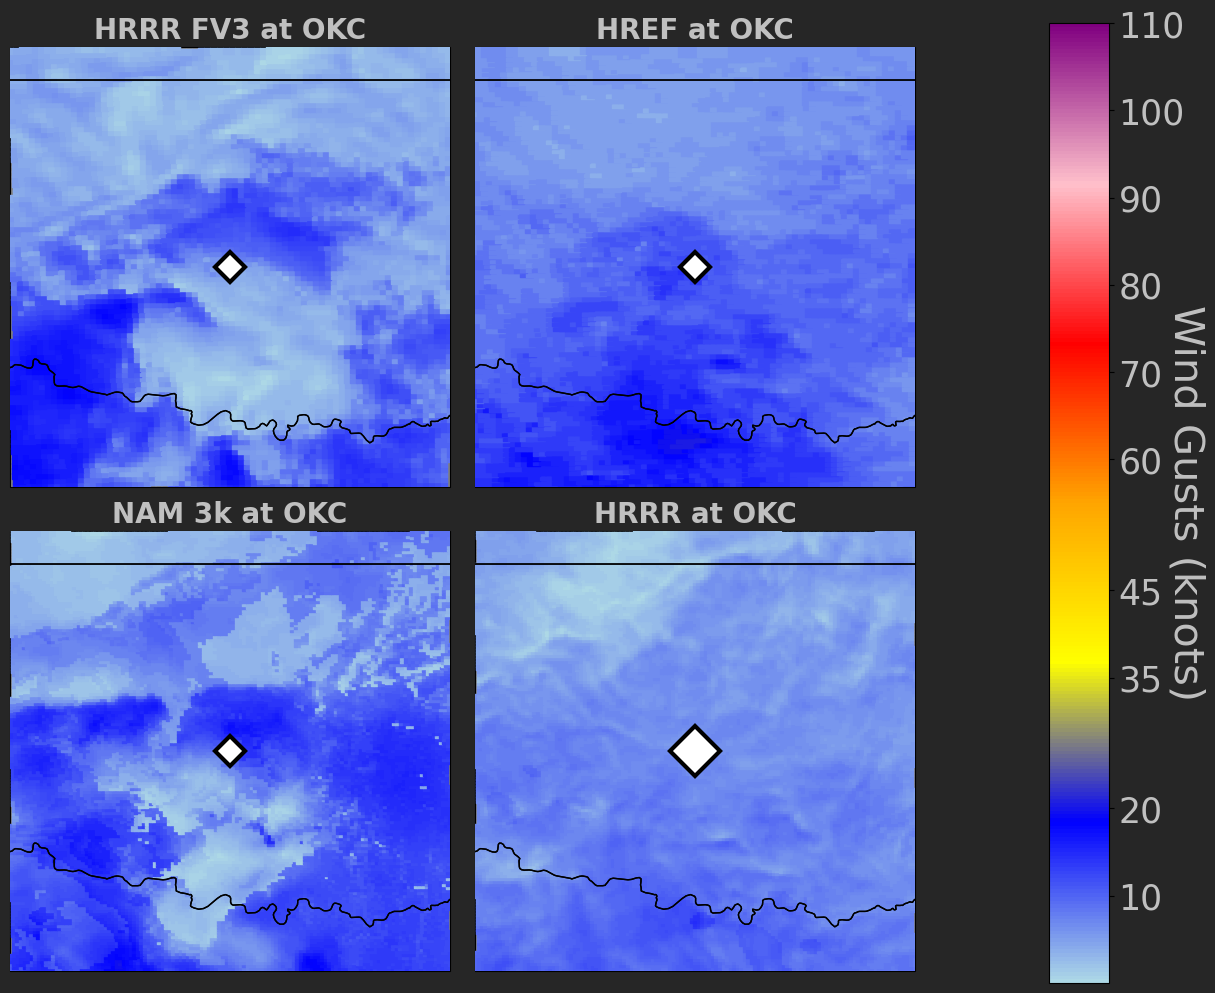 HRRR FV3 at OKC
HREF at OKC
NAM 3k at OKC
HRRR at OKC
110
100
90
80
70
60
45
35
20
10
Wind Gusts (knots)